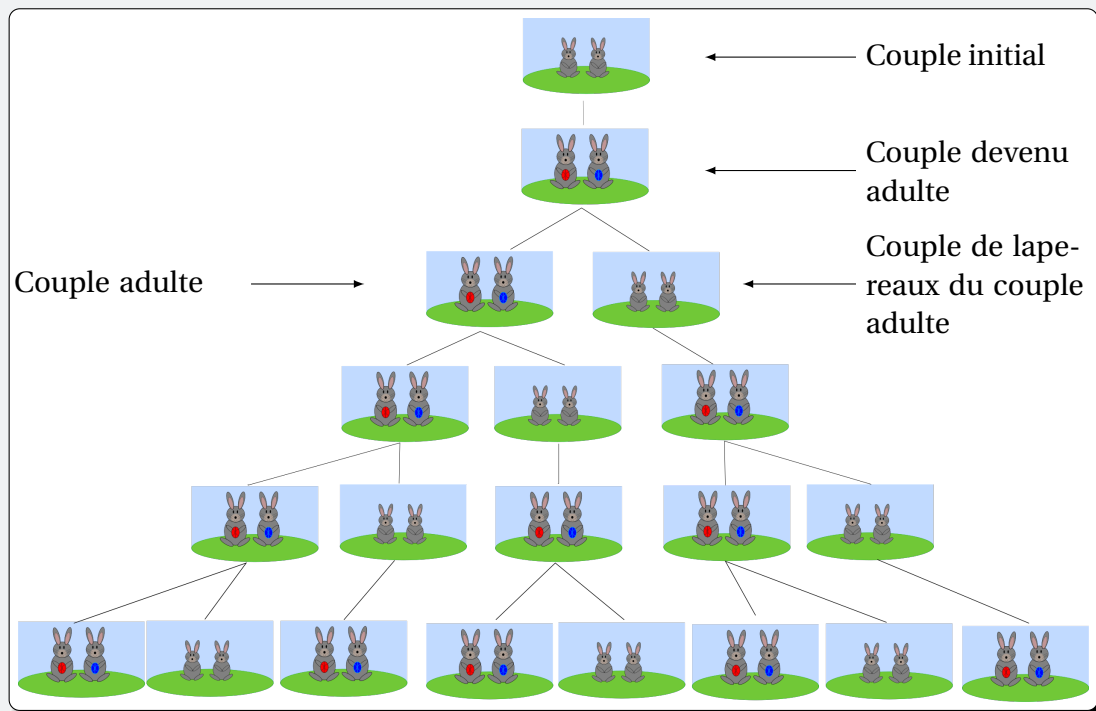 Couple initial
Couple devenu
adulte
Couple adulte
Couple de lape-
reaux du couple
adulte